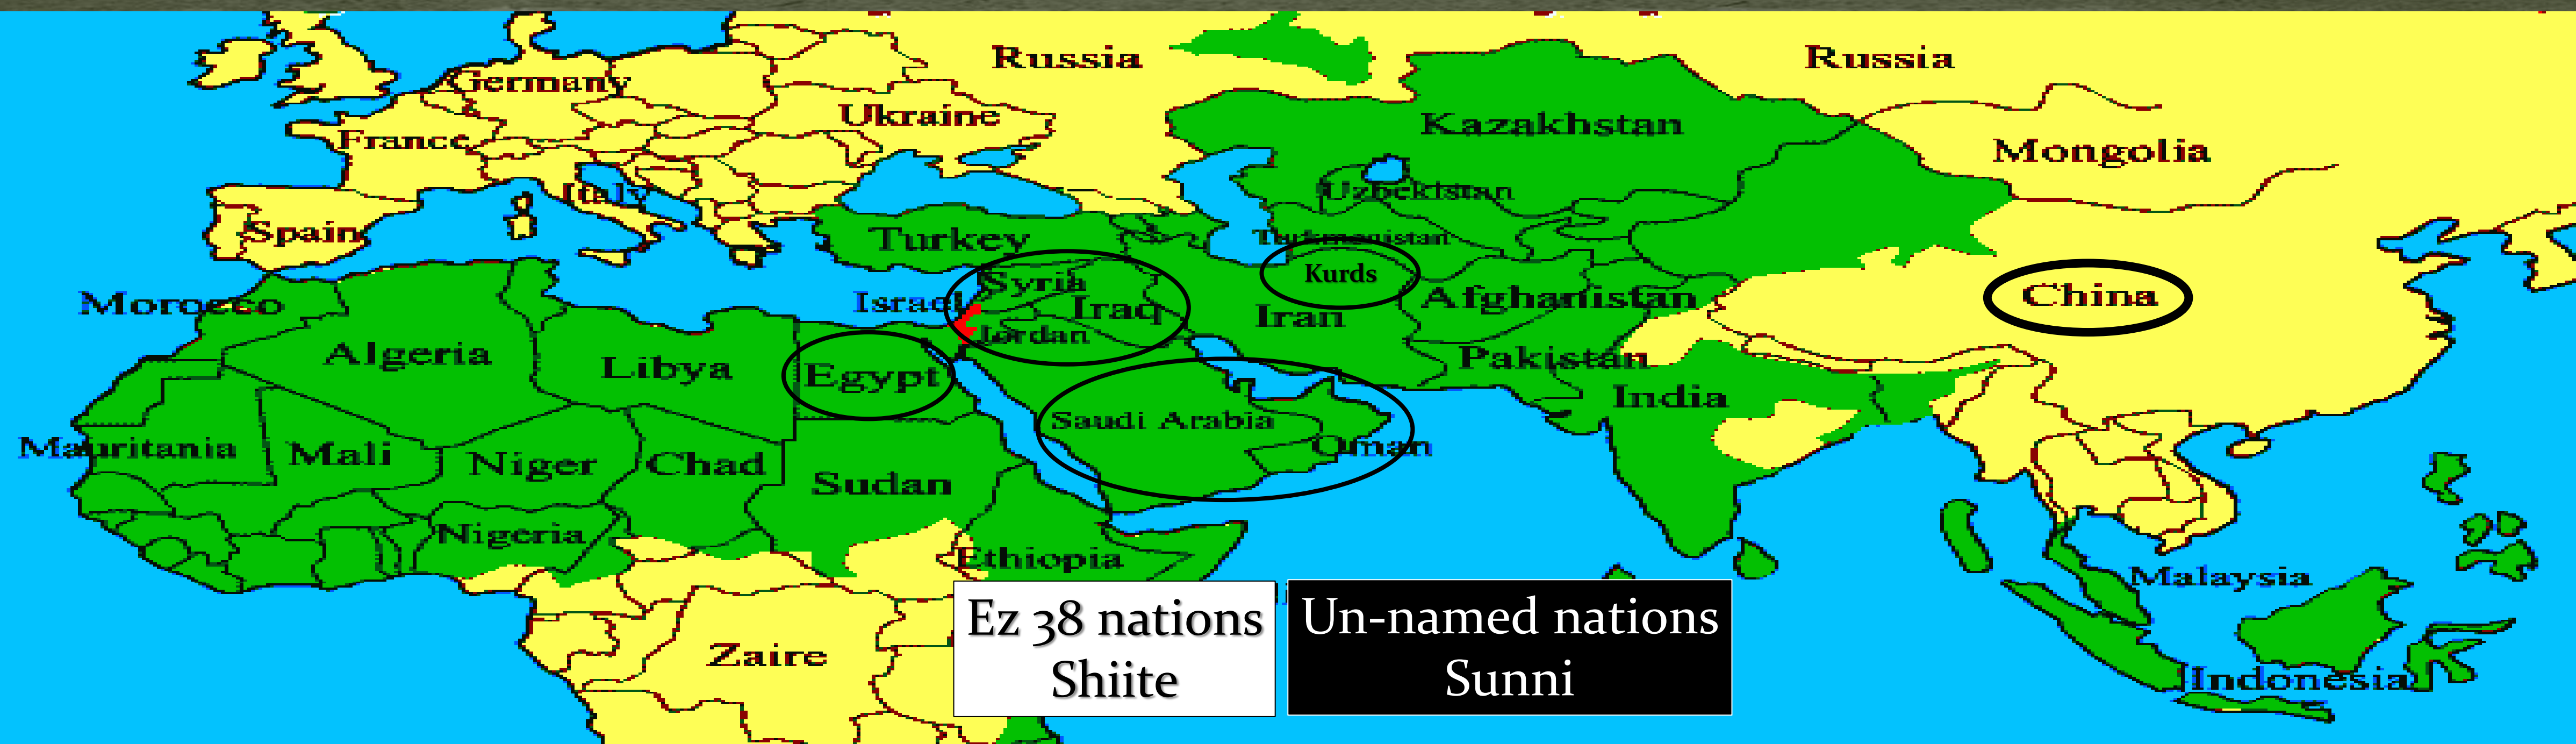 Russia
Russia
Germany
Ukraine
Kazakhstan
France
Mongolia
Italy
Uzbekistan
Spain
Turkey
Turkmenistan
Kurds
Syria
China
Morocco
Israel
Iraq
Iran
Afghanistan
Jordan
Algeria
Libya
Egypt
Pakistan
India
Saudi Arabia
Oman
Mauritania
Mali
Niger
Chad
Sudan
Nigeria
Ethiopia
Malaysia
Zaire
Indonesia
Ez 38 nations
Shiite
Un-named nations
Sunni